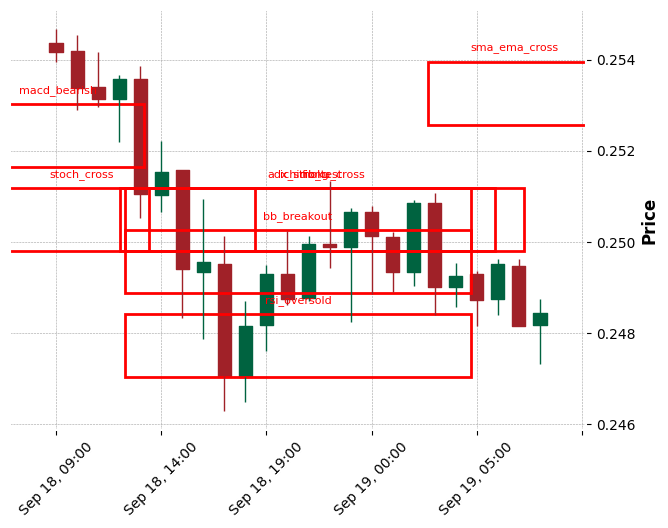 sma_ema_cross
0.254
macd_bearish
0.252
stoch_cross
bb_breakout
0.250
Price
rsi_oversold
0.248
0.246
Sep 18, 09:00
Sep 18, 14:00
Sep 18, 19:00
Sep 19, 00:00
Sep 19, 05:00